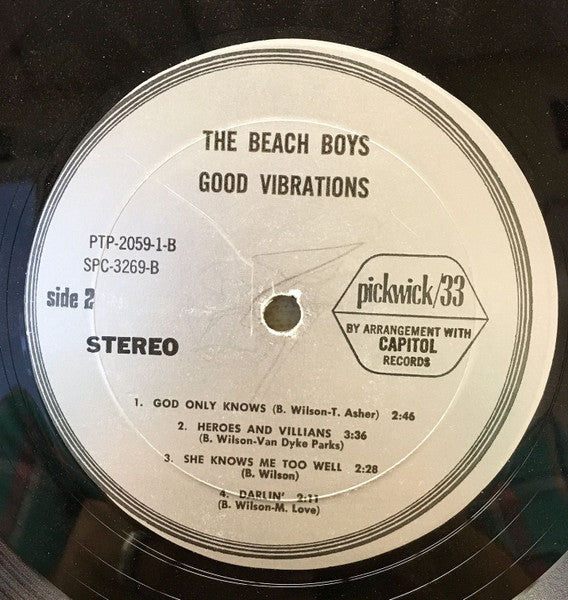 THE BEACH BOYS
GOOD VIBRATIONS
PTP-2059-1-B
SPC-3269-B
side 2
STEREO
pickwick/33
BY ARRANGEMENT WITH
CAPITOL
RECORDS
1. GOD ONLY KNOWS (B. Wilson-T. Asher) 2:46
2. HEROES AND VILLIANS 3:36
(B. Wilson-Van Dyke Parks)
3. SHE KNOWS ME TOO WELL 2:28
(B. Wilson)
4. DARLIN' 2:11
(B. Wilson-M. Love)